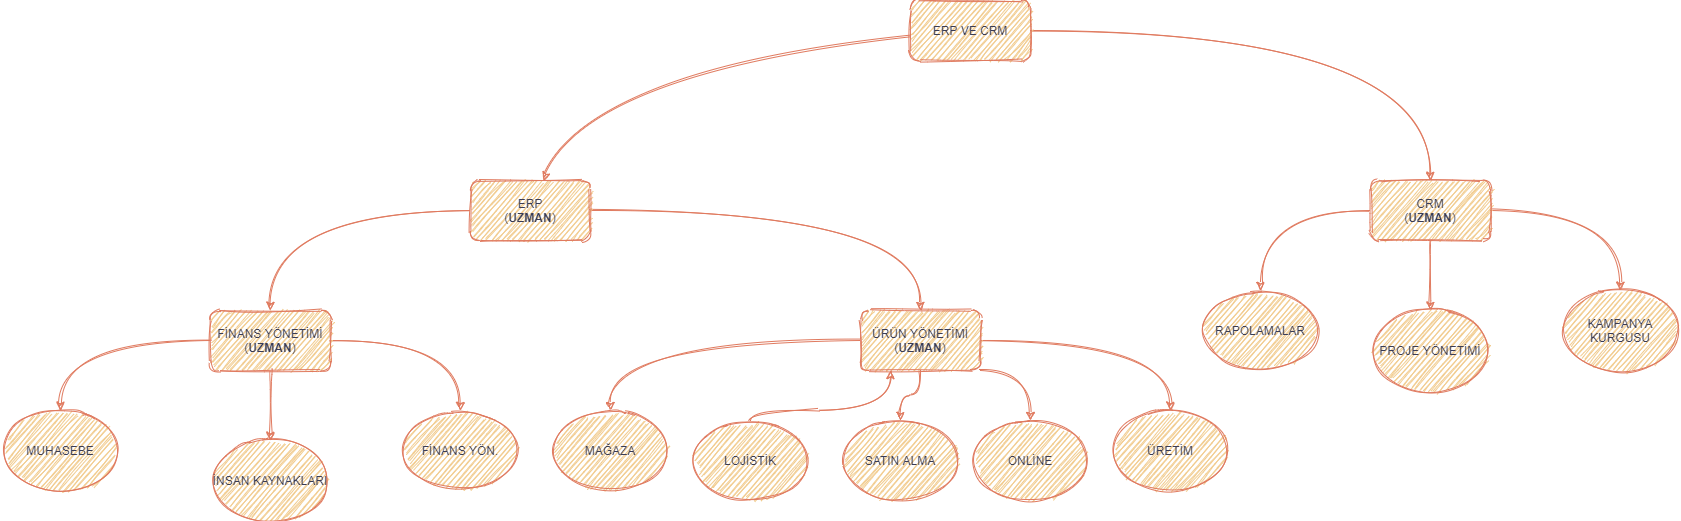 ERP VE CRM
ERP
(UZMAN)
CRM
(UZMAN)
FİNANS YÖNETİMİ
(UZMAN)
ÜRÜN YÖNETİMİ
(UZMAN)
RAPOLAMALAR
PROJE YÖNETİMİ
KAMPANYA
KURGUSU
MUHASEBE
İNSAN KAYNAKLARI
FİNANS YÖN.
MAĞAZA
LOJİSTİK
SATIN ALMA
ONLİNE
ÜRETİM